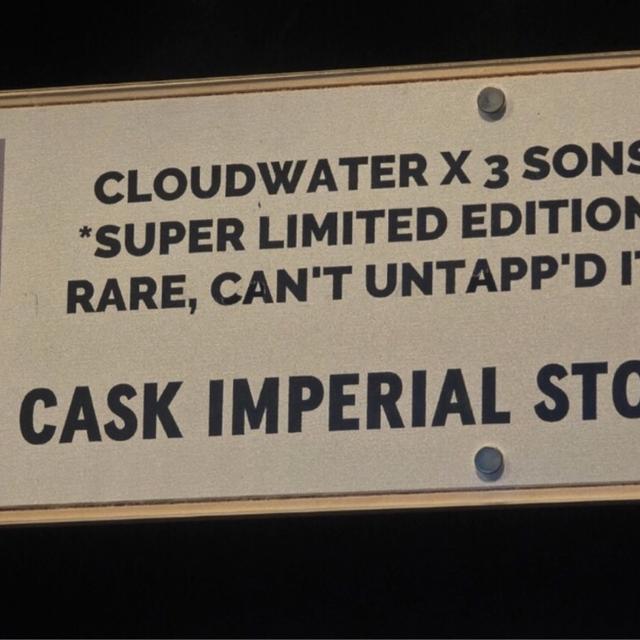 CLOUDWATER X 3 SONS
*SUPER LIMITED EDITION
RARE, CAN'T UNTAPP'D IT
CASK IMPERIAL STO